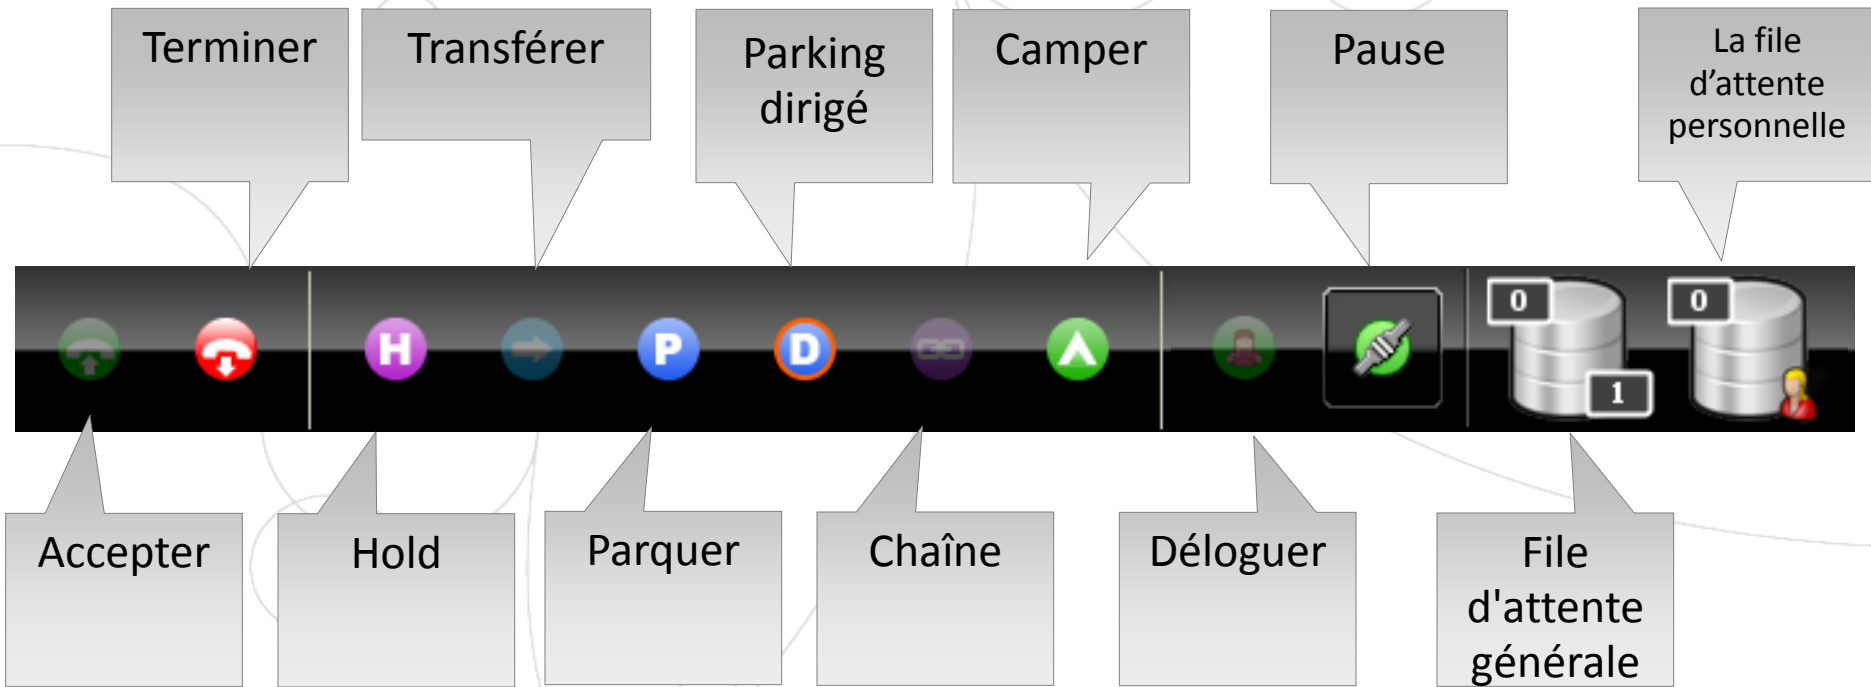 Terminer
Transférer
Parking
dirigé
Camper
Pause
La file
d’attente
personnelle
H
P
D
0
1
0
Accepter
Hold
Parquer
Chaîne
Déloguer
File
d'attente
générale